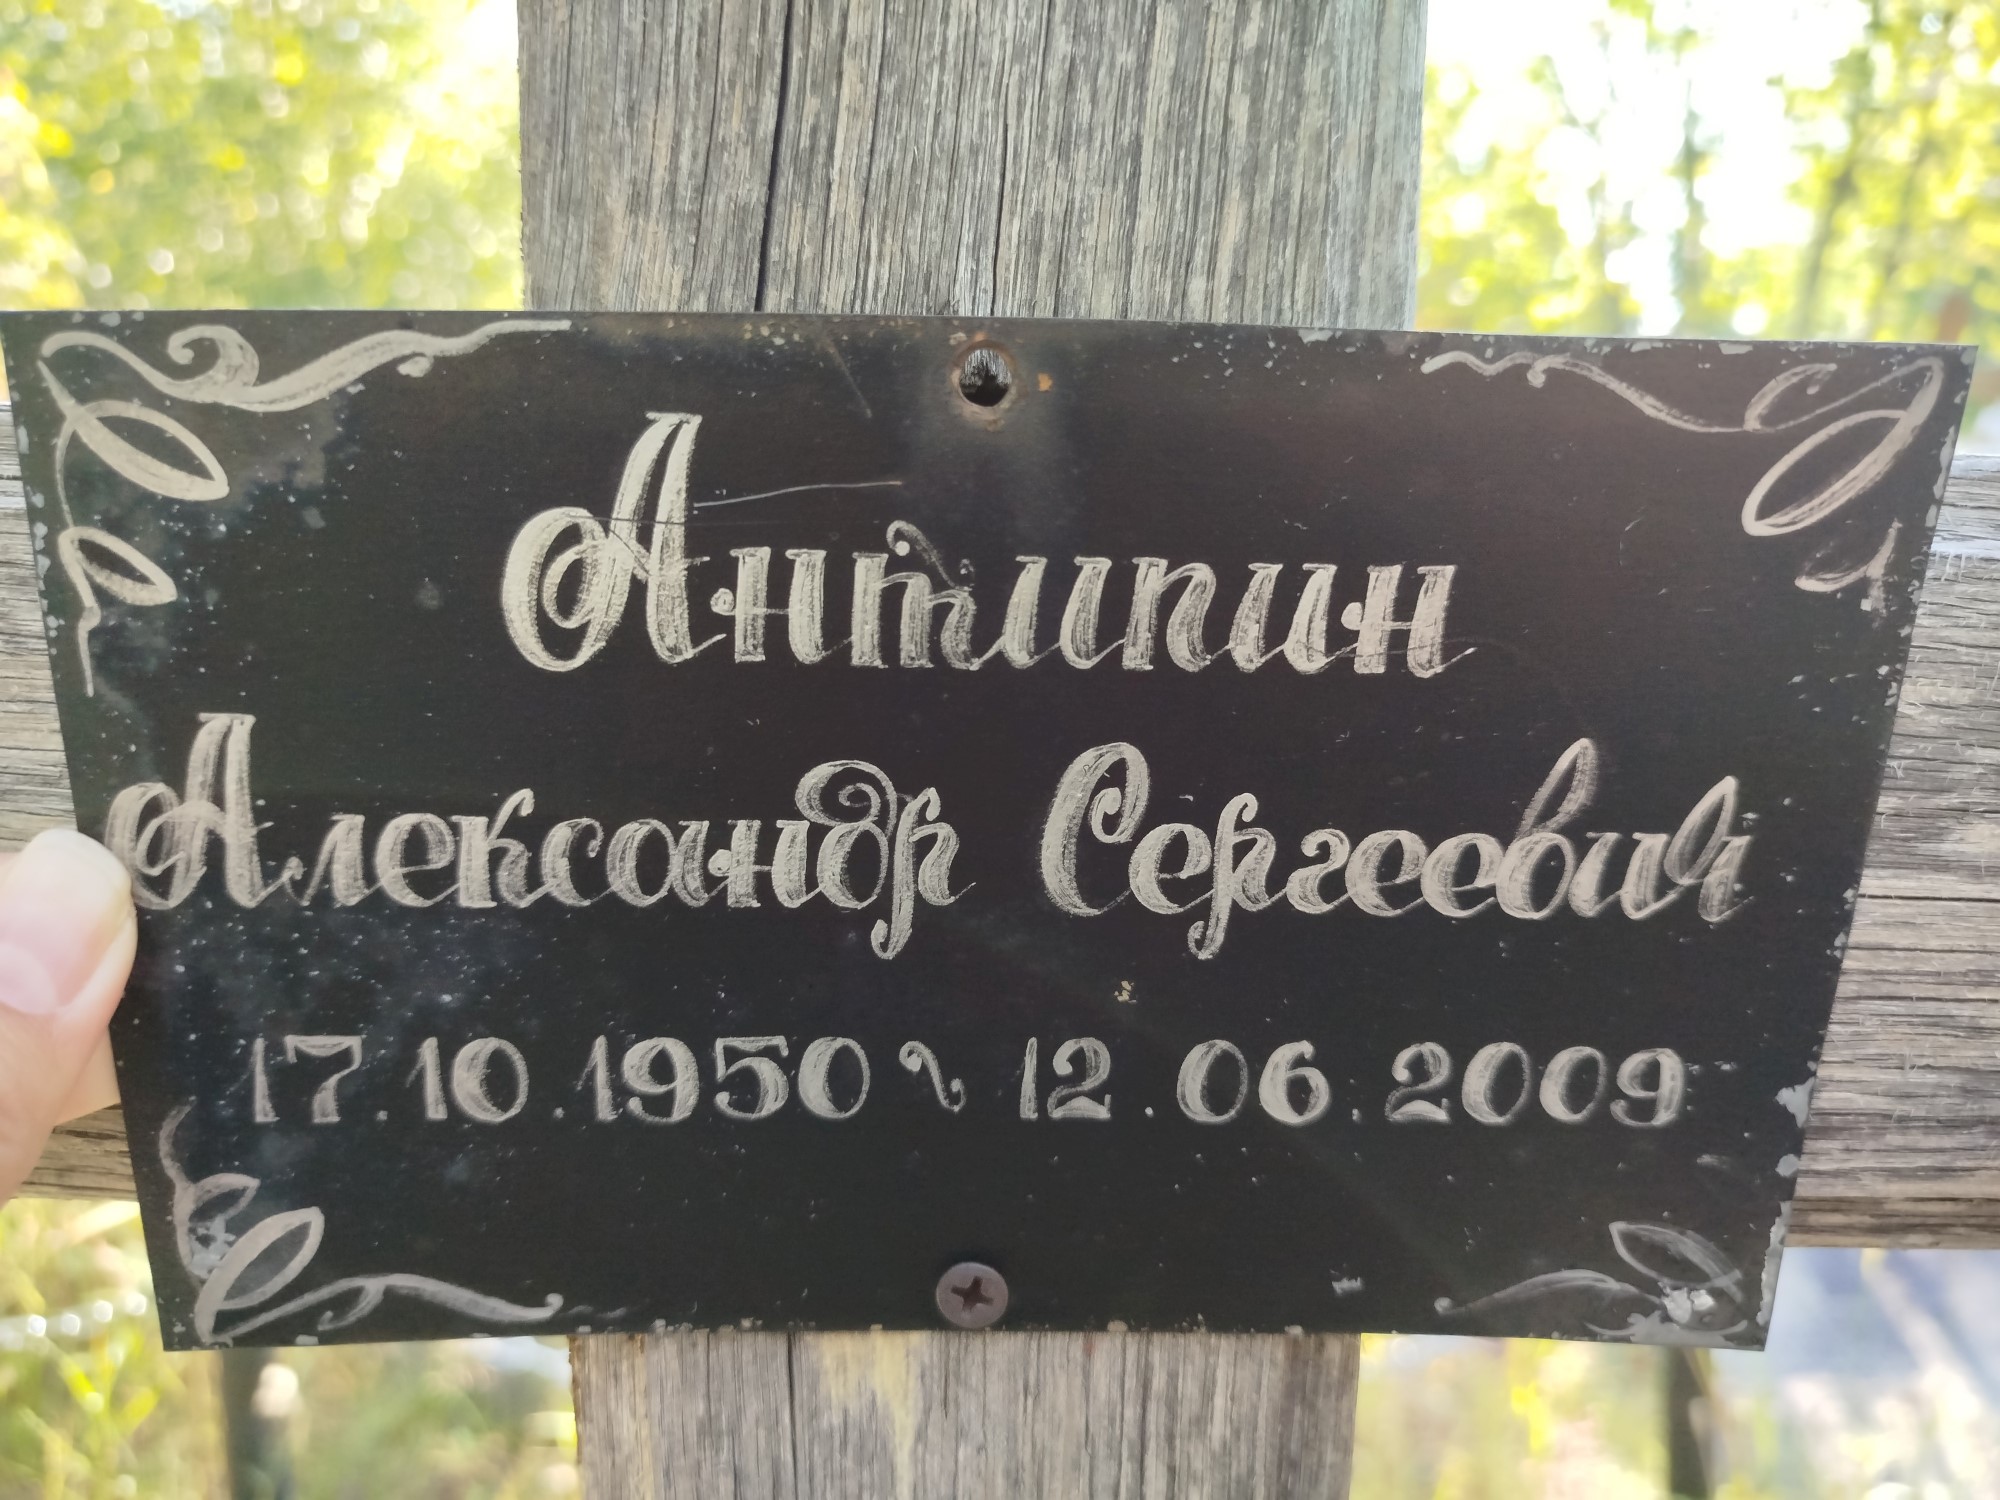 Антипин
Александр Сергеевич
17.10.1950 ~ 12.06.2009